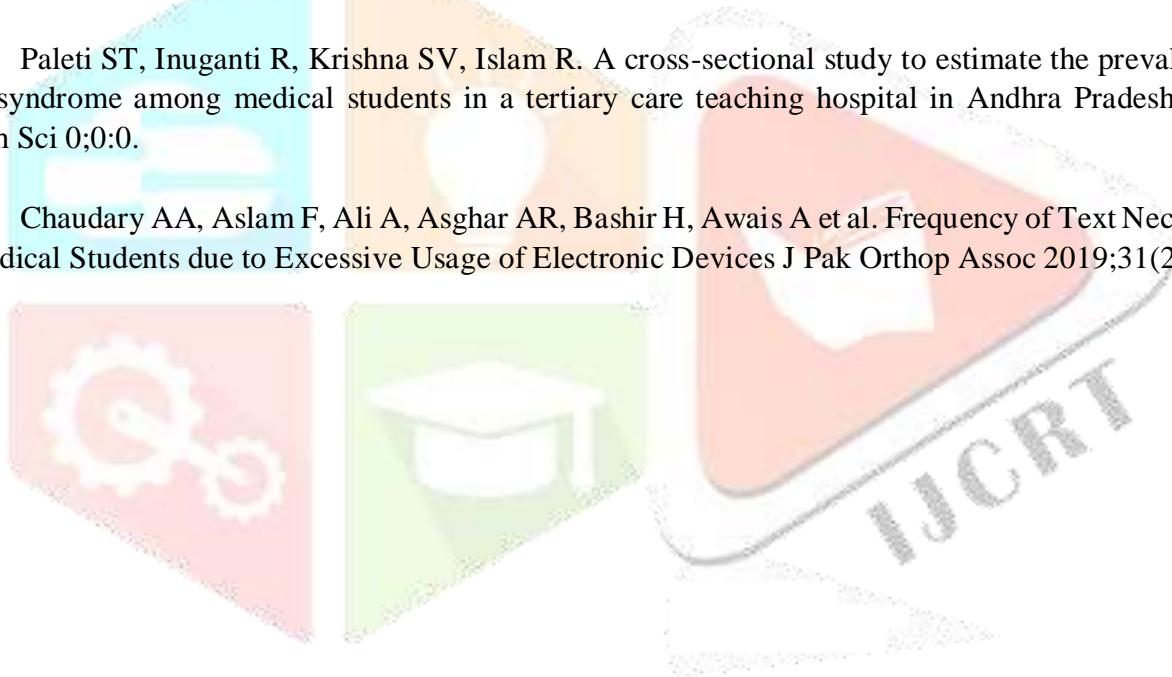 Paleti ST, Inuganti R, Krishna SV, Islam R. A cross-sectional study to estimate the preval
syndrome among medical students in a tertiary care teaching hospital in Andhra Pradesh
Sci 0;0:0.
Chaudary AA, Aslam F, Ali A, Asghar AR, Bashir H, Awais A et al. Frequency of Text Nec
dical Students due to Excessive Usage of Electronic Devices J Pak Orthop Assoc 2019;31(2
IJCRT